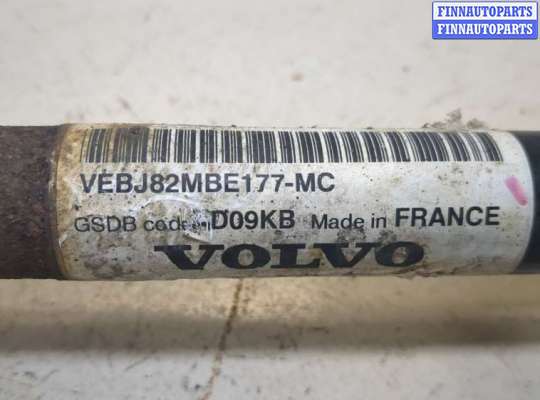 FINNAUTOPARTS
FINNAUTOPARTS
VEBJ82MBE177-MC
GSDB code: D09KB Made in FRANCE
VOLVO